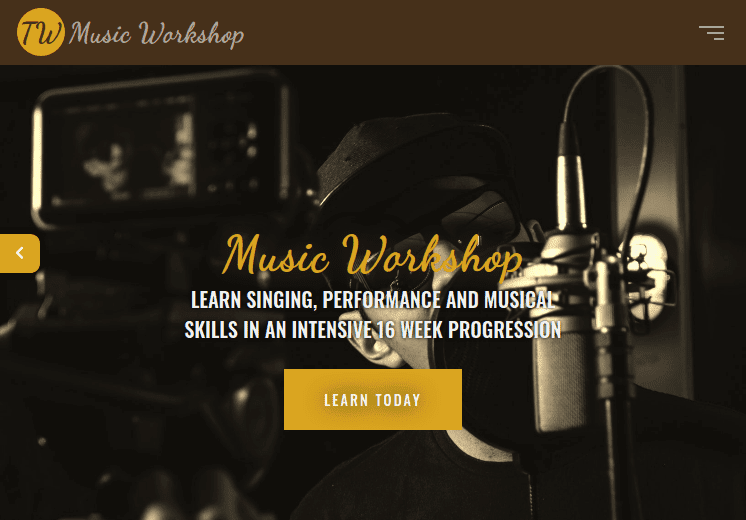 TW Music Workshop
Music Workshop
LEARN SINGING, PERFORMANCE AND MUSICAL
SKILLS IN AN INTENSIVE 16 WEEK PROGRESSION
LEARN TODAY